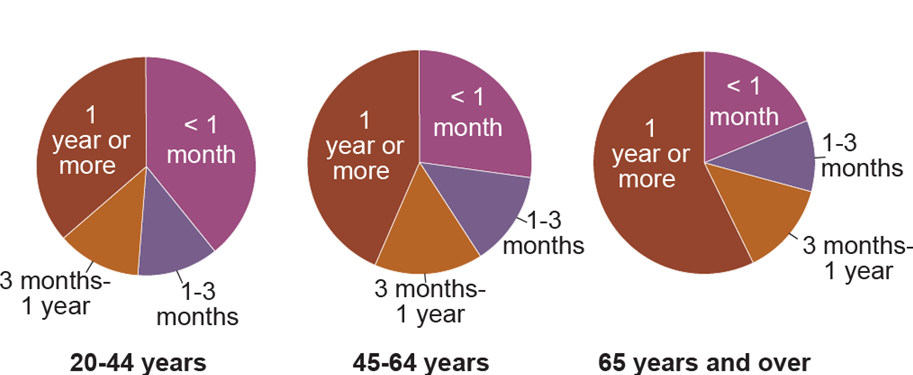 1
year or
more
< 1
month
3 months-
1 year
1-3
months
20-44 years
1
year or
more
< 1
month
1-3
months
3 months-
1 year
45-64 years
1
year or
more
< 1
month
1-3
months
3 months-
1 year
65 years and over